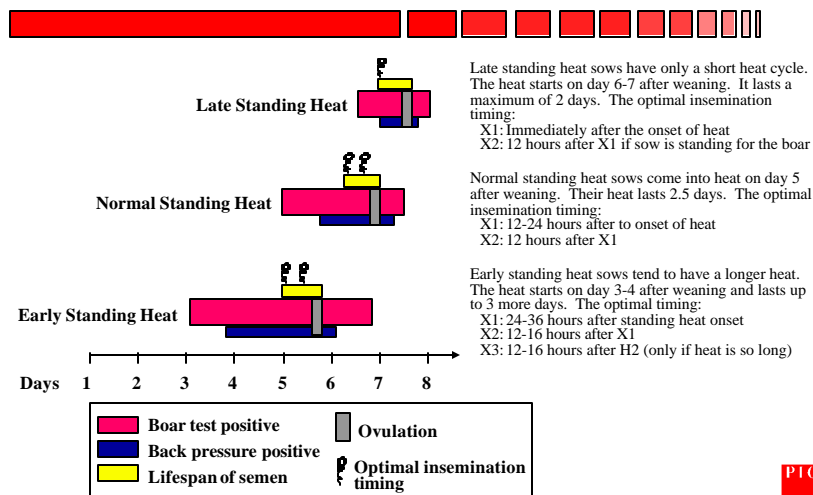 Late Standing Heat
Late standing heat sows have only a short heat cycle.
The heat starts on day 6-7 after weaning. It lasts a
maximum of 2 days. The optimal insemination
timing:
X1: Immediately after the onset of heat
X2: 12 hours after X1 if sow is standing for the boar
Normal Standing Heat
Normal standing heat sows come into heat on day 5
after weaning. Their heat lasts 2.5 days. The optimal
insemination timing:
X1: 12-24 hours after to onset of heat
X2: 12 hours after X1
Early Standing Heat
Early standing heat sows tend to have a longer heat.
The heat starts on day 3-4 after weaning and lasts up
to 3 more days. The optimal timing:
X1: 24-36 hours after standing heat onset
X2: 12-16 hours after X1
X3: 12-16 hours after H2 (only if heat is so long)
Days 1 2 3 4 5 6 7 8
Boar test positive
Back pressure positive
Lifespan of semen
Ovulation
Optimal insemination
timing